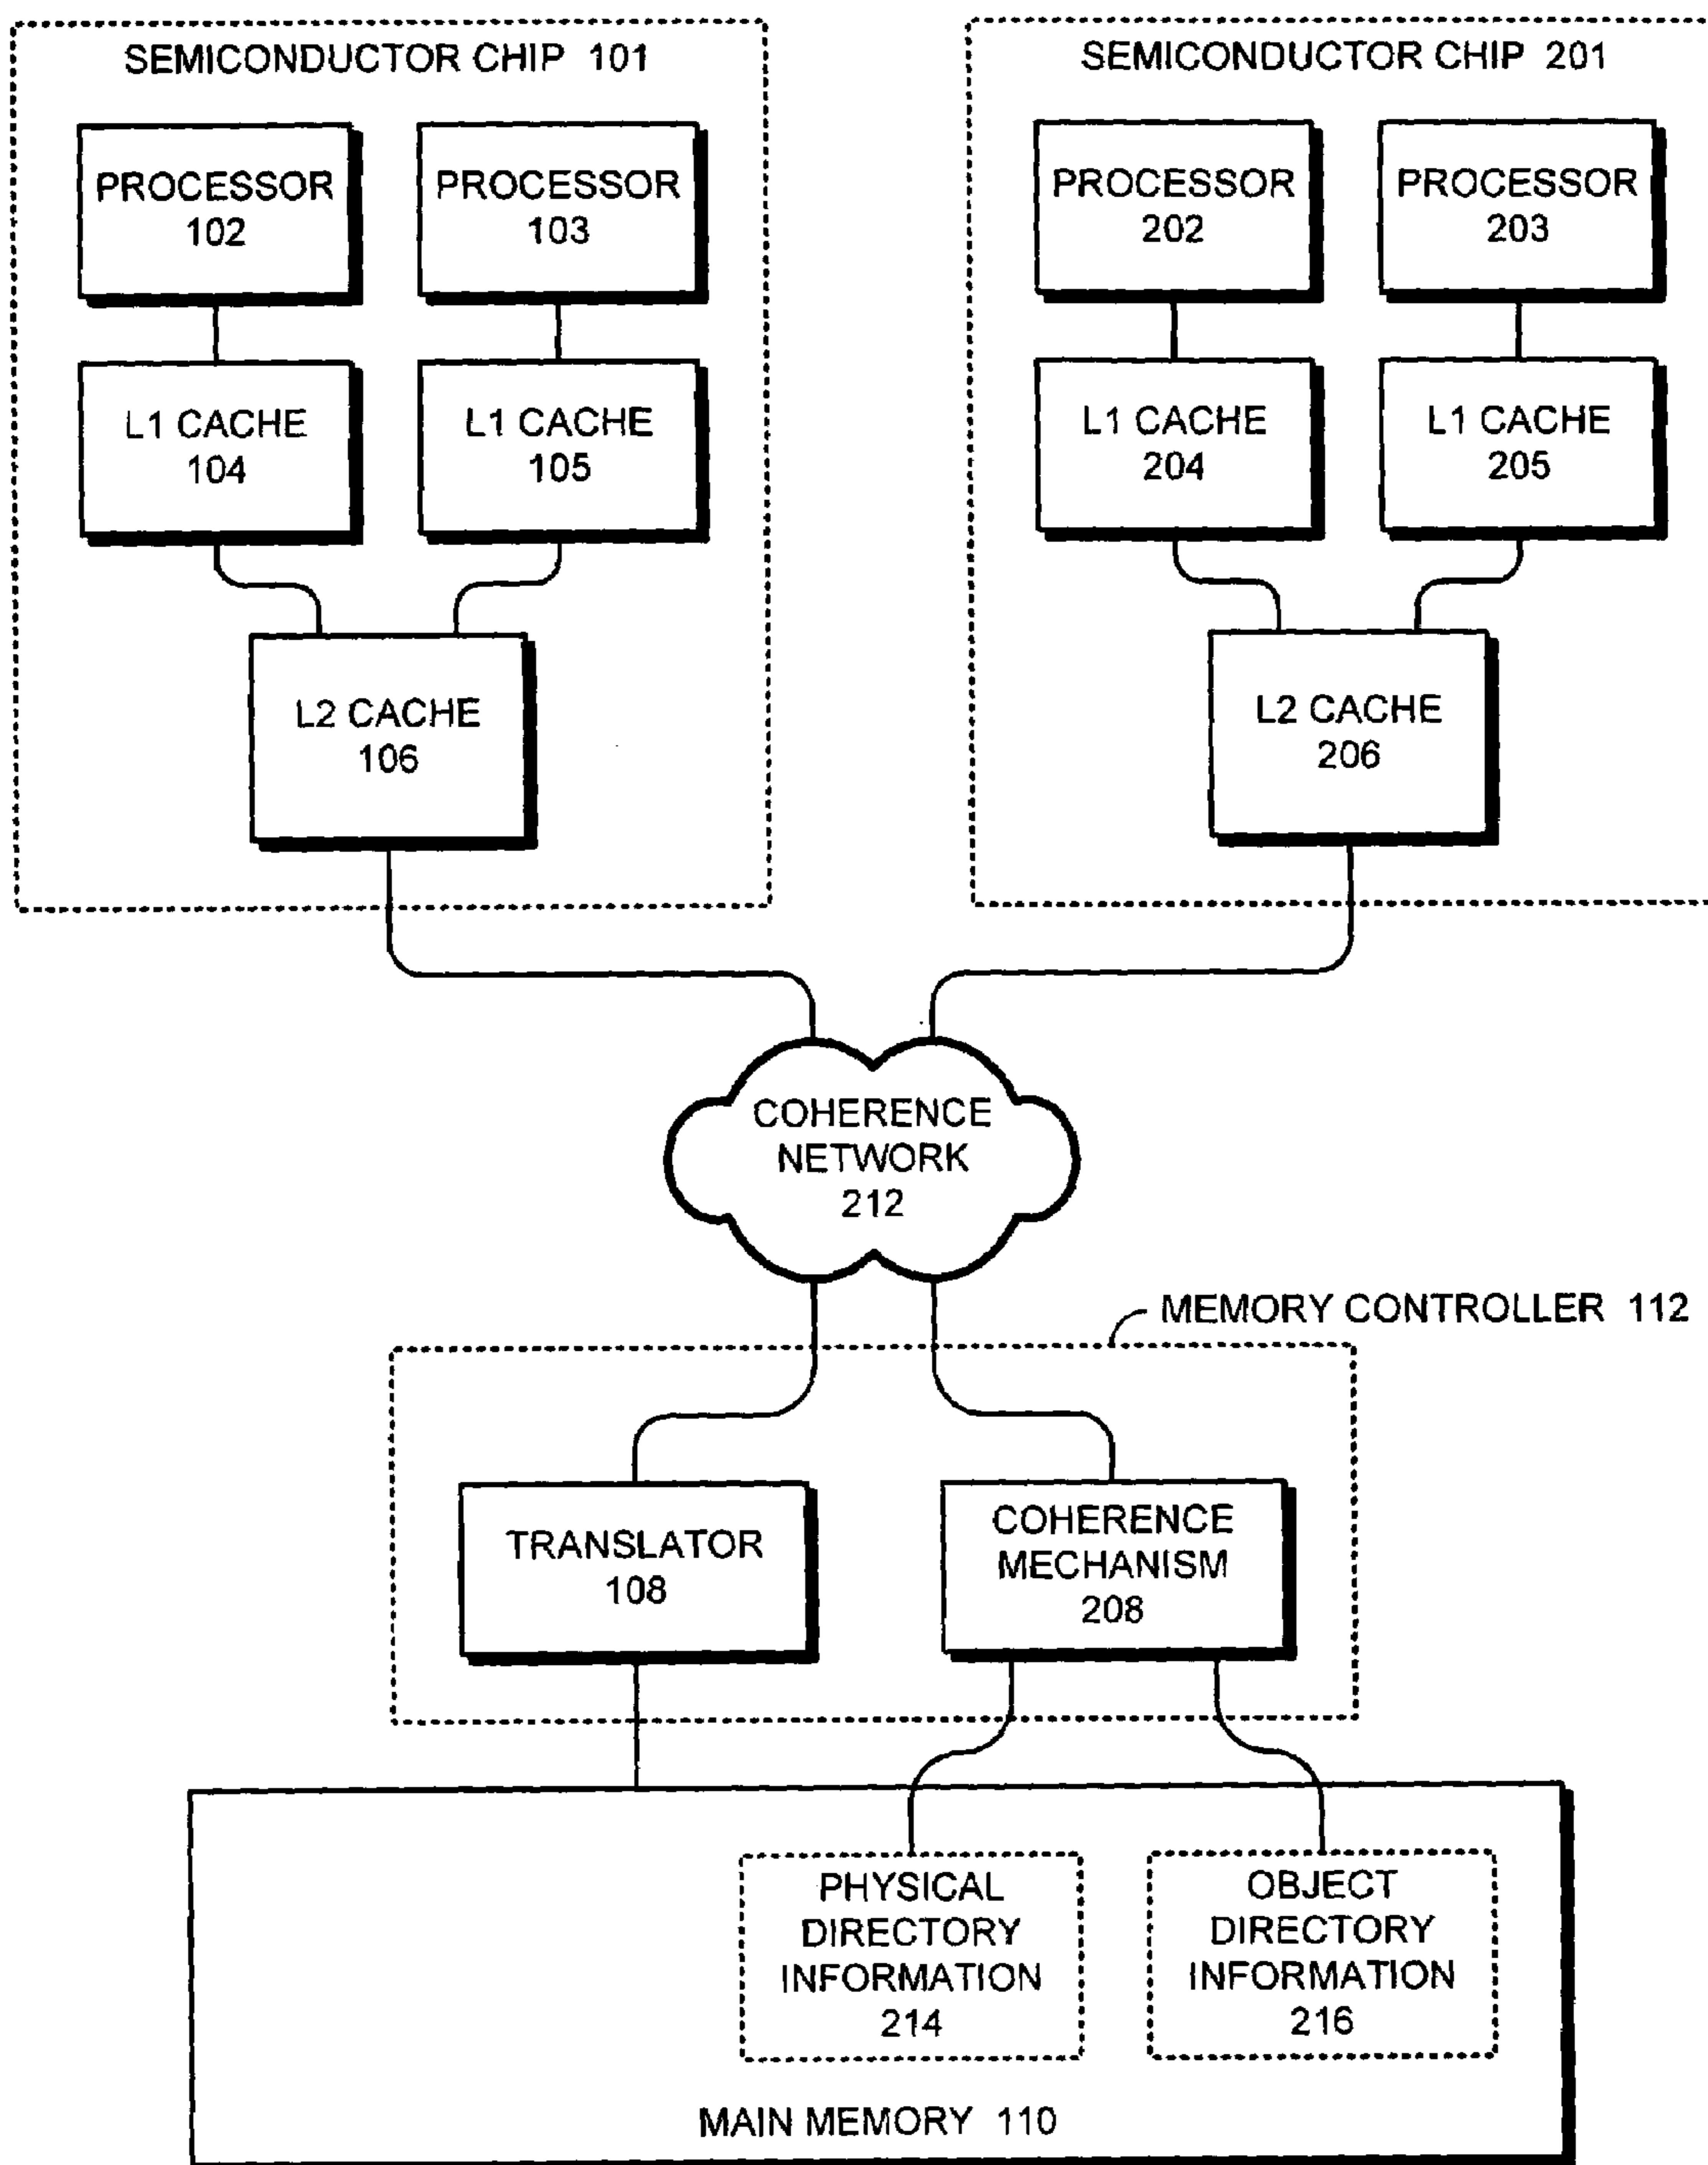 SEMICONDUCTOR CHIP 101
PROCESSOR
102
PROCESSOR
103
L1 CACHE
104
L1 CACHE
105
L2 CACHE
106
SEMICONDUCTOR CHIP 201
PROCESSOR
202
PROCESSOR
203
L1 CACHE
204
L1 CACHE
205
L2 CACHE
206
COHERENCE
NETWORK
212
MEMORY CONTROLLER 112
TRANSLATOR
108
COHERENCE
MECHANISM
208
PHYSICAL
DIRECTORY
INFORMATION
214
OBJECT
DIRECTORY
INFORMATION
216
MAIN MEMORY 110